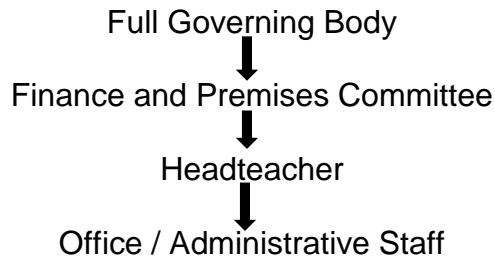 Full Governing Body
Finance and Premises Committee
Headteacher
Office / Administrative Staff